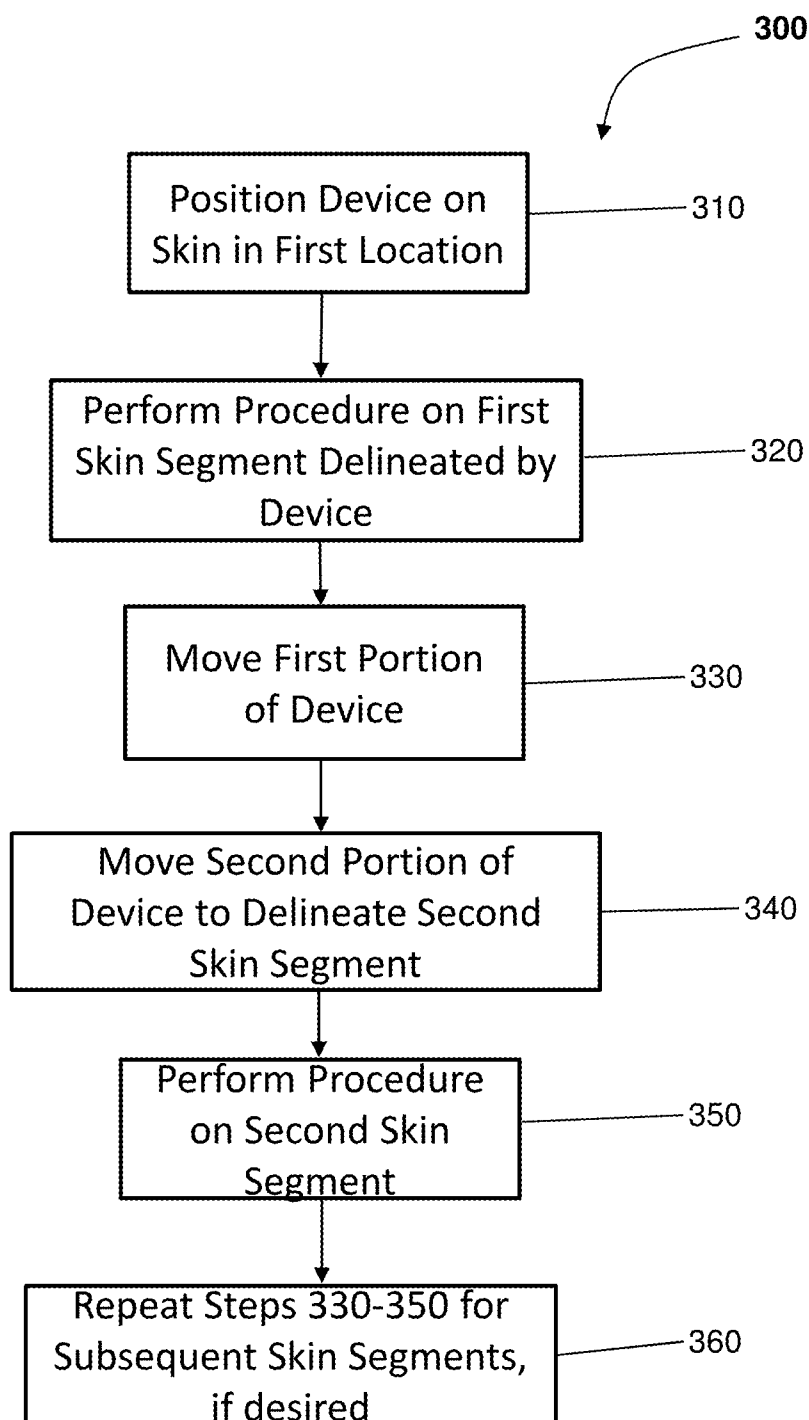 300
Position Device on
Skin in First Location
310
Perform Procedure on First
Skin Segment Delineated by
Device
320
Move First Portion
of Device
330
Move Second Portion of
Device to Delineate Second
Skin Segment
340
Perform Procedure
on Second Skin
Segment
350
Repeat Steps 330-350 for
Subsequent Skin Segments,
if desired
360